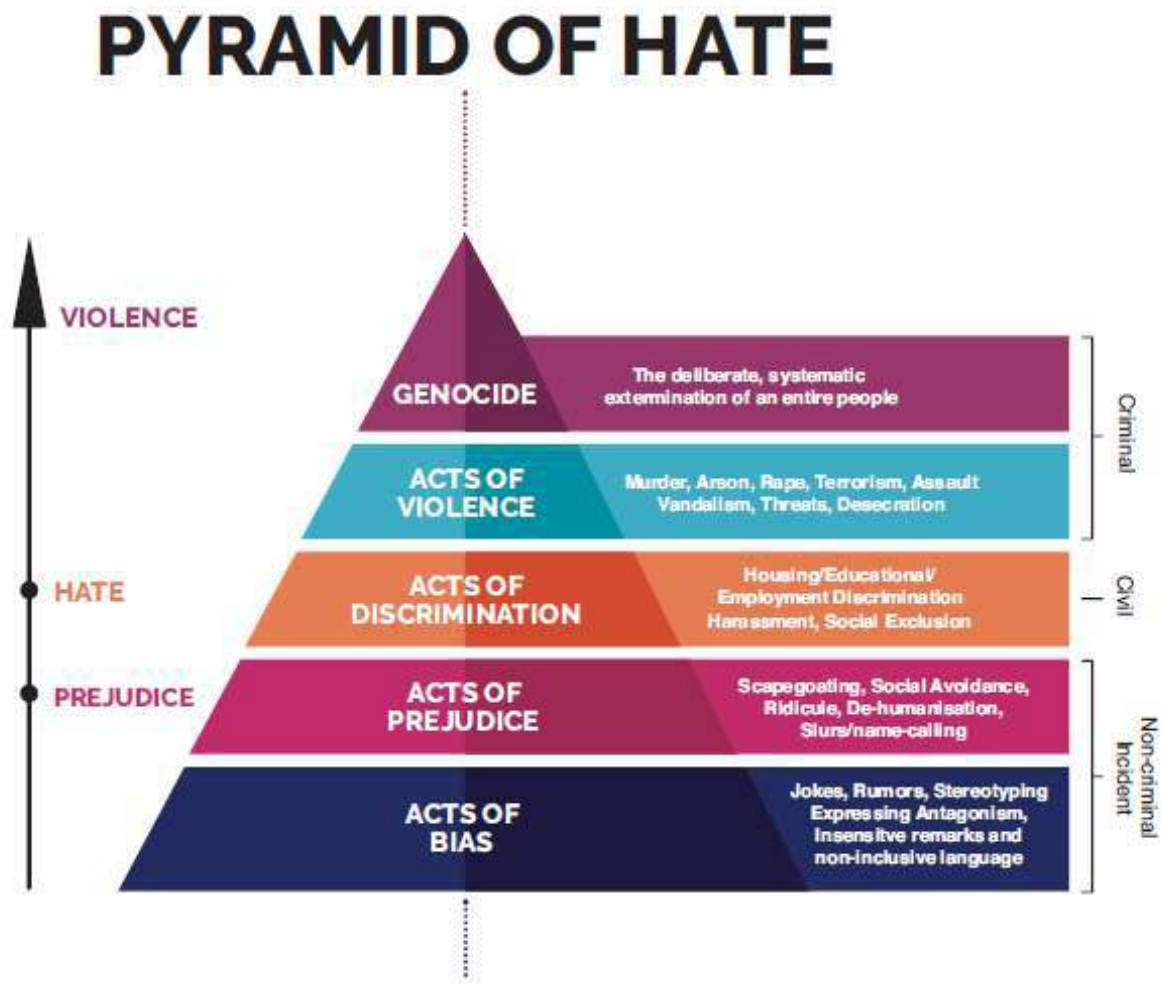 PYRAMID OF HATE
VIOLENCE
GENOCIDE
The deliberate, systematic
extermination of an entire people
Criminal
ACTS OF
VIOLENCE
Murder, Arson, Rape, Terrorism, Assault
Vandalism, Threats, Desecration
HATE
ACTS OF
DISCRIMINATION
Housing/Educational/
Employment Discrimination
Harassment, Social Exclusion
Civil
PREJUDICE
ACTS OF
PREJUDICE
Scapegoating, Social Avoidance,
Ridicule, De-humanisation,
Slurs/name-calling
Non-criminal
Incident
ACTS OF
BIAS
Jokes, Rumors, Stereotyping
Expressing Antagonism,
Insensitve remarks and
non-inclusive language